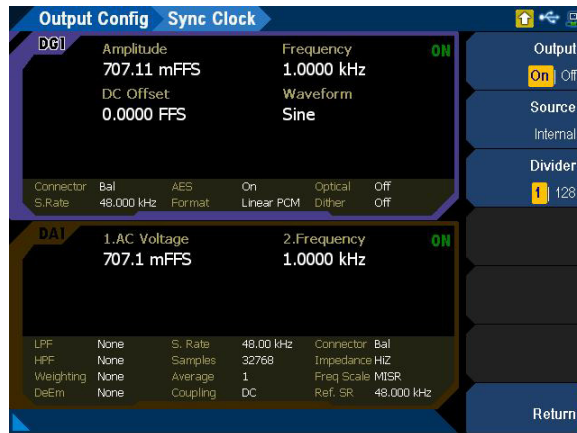 Output Config Sync Clock
DG1
Amplitude Frequency ON
707.11 mFFS 1.0000 kHz
DC Offset Waveform
0.0000 FFS Sine
Connector Bal AES On Optical Off
S.Rate 48.000 kHz Format Linear PCM Dither Off
DA1
1.AC Voltage 2.Frequency ON
707.1 mFFS 1.0000 kHz
LPF None S. Rate 48.00 kHz Connector Bal
HPF None Samples 32768 Impedance HiZ
Weighting None Average 1 Freq Scale MISR
DeEm None Coupling DC Ref. SR 48.000 kHz
Output
On | Off
Source
Internal
Divider
1 | 128
Return